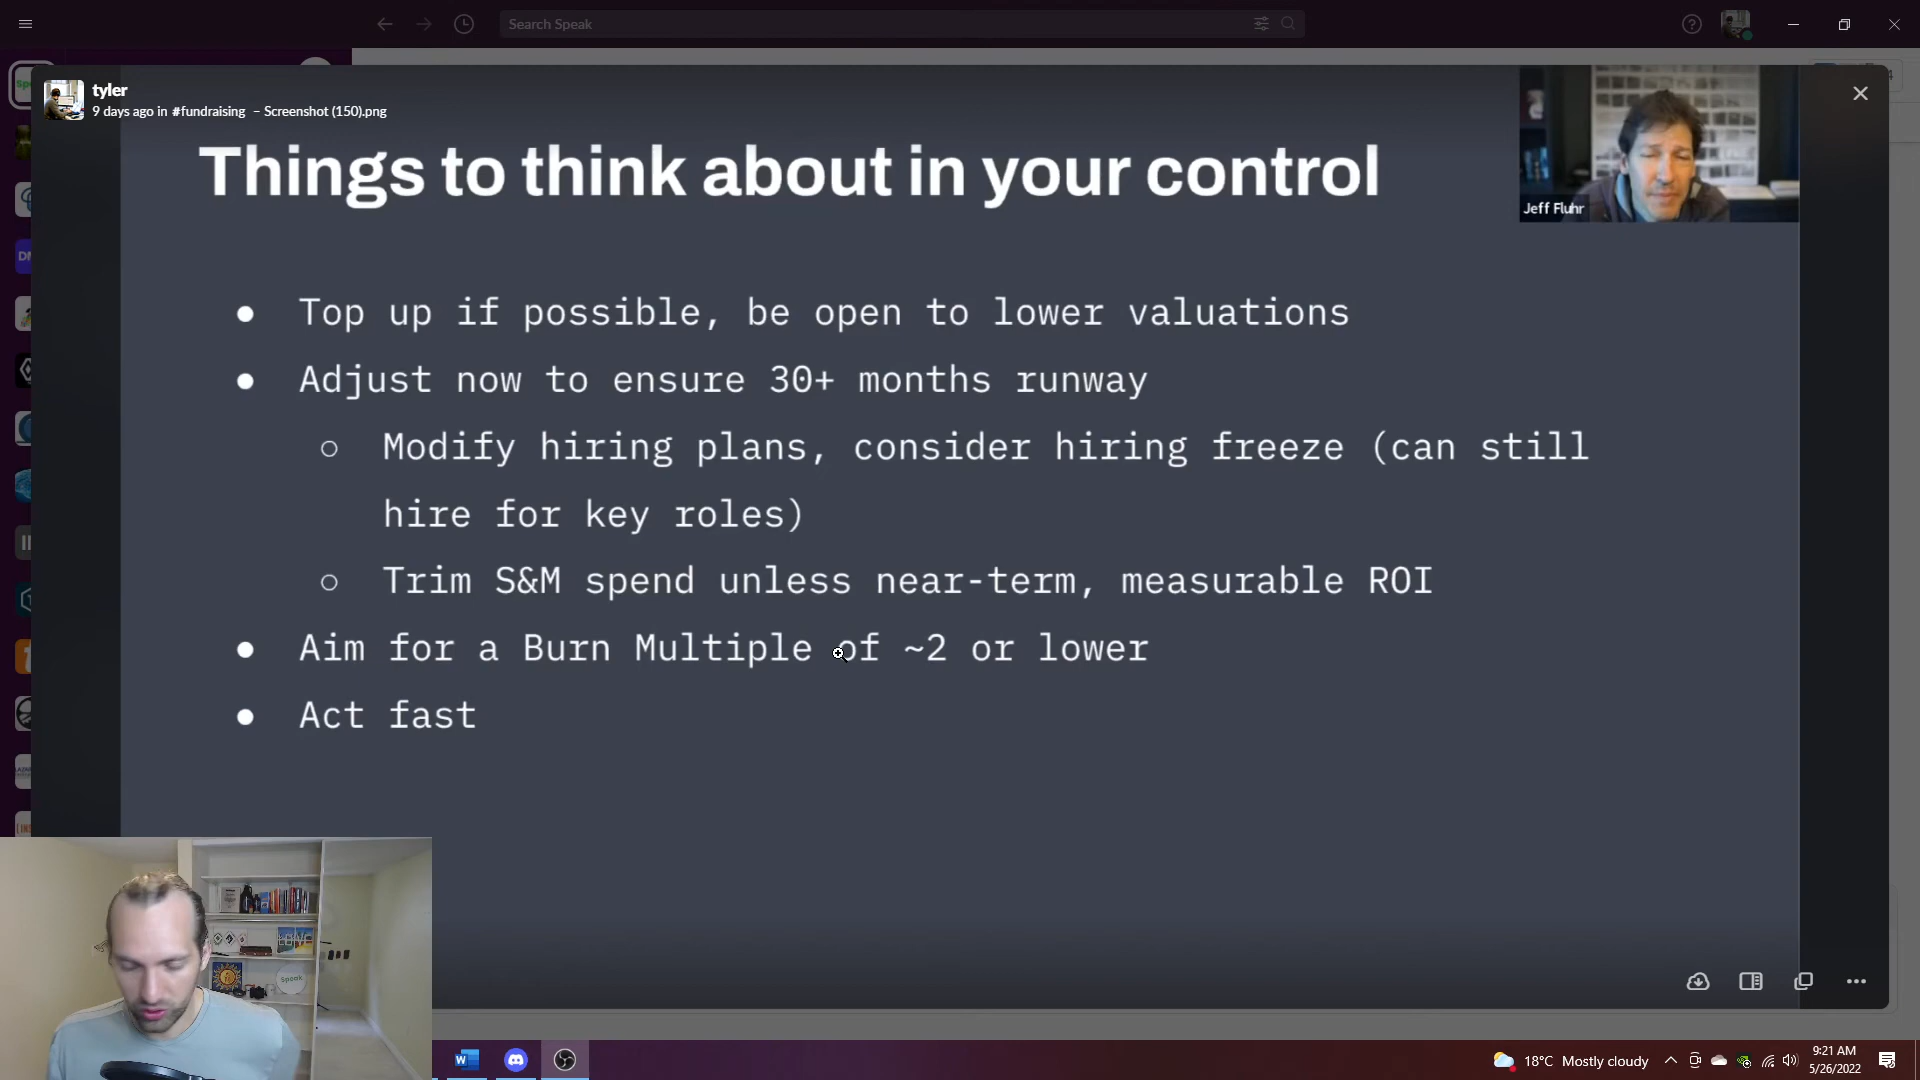 Search Speak
tyler
9 days ago in #fundraising – Screenshot (150).png
Things to think about in your control
Jeff Fluhr
● Top up if possible, be open to lower valuations
● Adjust now to ensure 30+ months runway
○ Modify hiring plans, consider hiring freeze (can still
hire for key roles)
○ Trim S&M spend unless near-term, measurable ROI
● Aim for a Burn Multiple of ~2 or lower
● Act fast
Speak
18°C Mostly cloudy
9:21 AM
5/26/2022